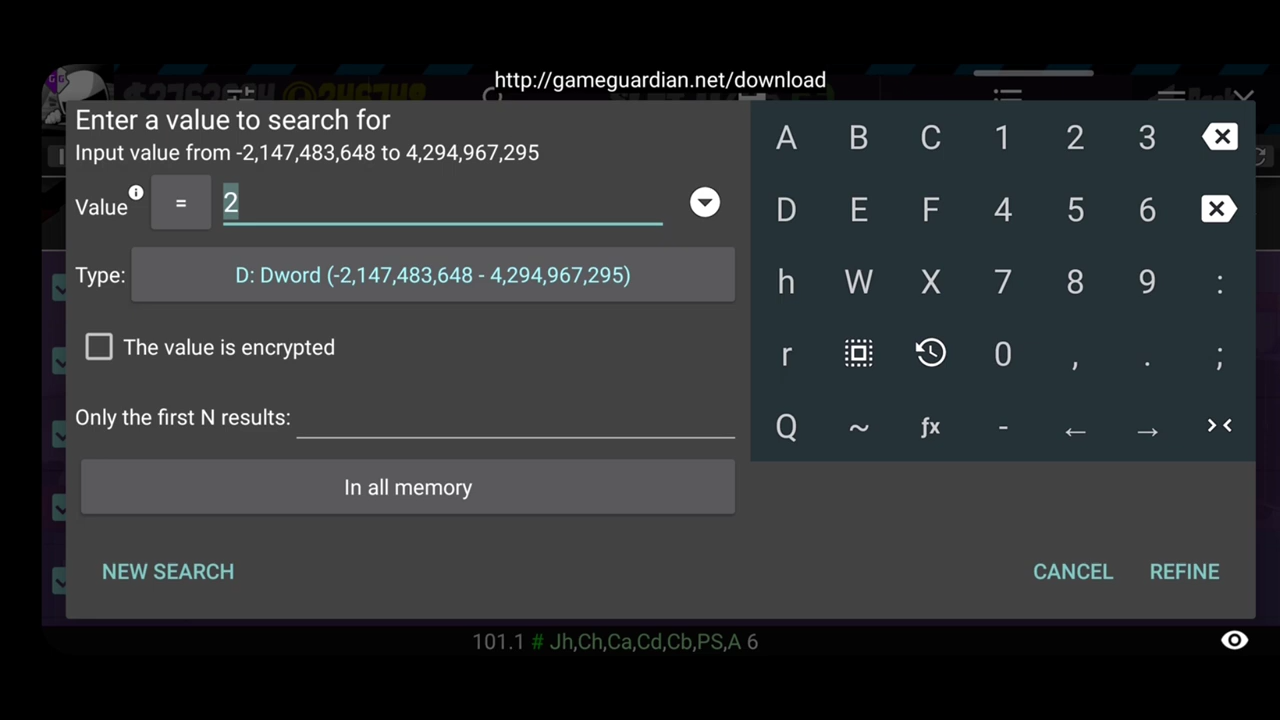 http://gameguardian.net/download
Enter a value to search for
Input value from -2,147,483,648 to 4,294,967,295
Value = 2
Type: D: Dword (-2,147,483,648 - 4,294,967,295)
The value is encrypted
Only the first N results:
In all memory
NEW SEARCH CANCEL REFINE
A B C 1 2 3
D E F 4 5 6
h W X 7 8 9 :
r 0 , . ;
Q ~ fx - ← → ><
101.1 # Jh,Ch,Ca,Cd,Cb,PS,A 6